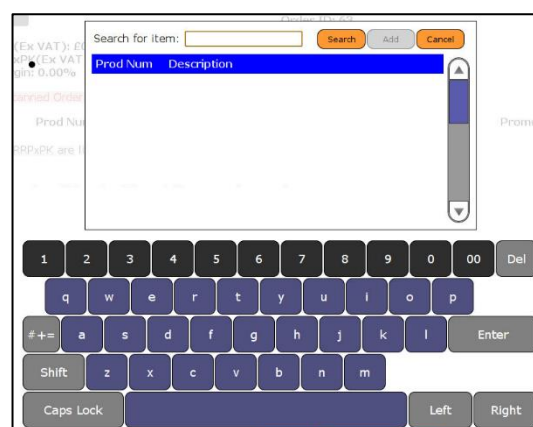 Order ID: 62
Search for item: Search Add Cancel
(Ex VAT): £
xPK(Ex VAT
gin: 0.00%
Prod Num Description
anned Order
Prod Nu Promo
RRPxPK are
1 2 3 4 5 6 7 8 9 0 00 Del
q w e r t y u i o p
#+= a s d f g h j k l Enter
Shift z x c v b n m
Caps Lock Left Right